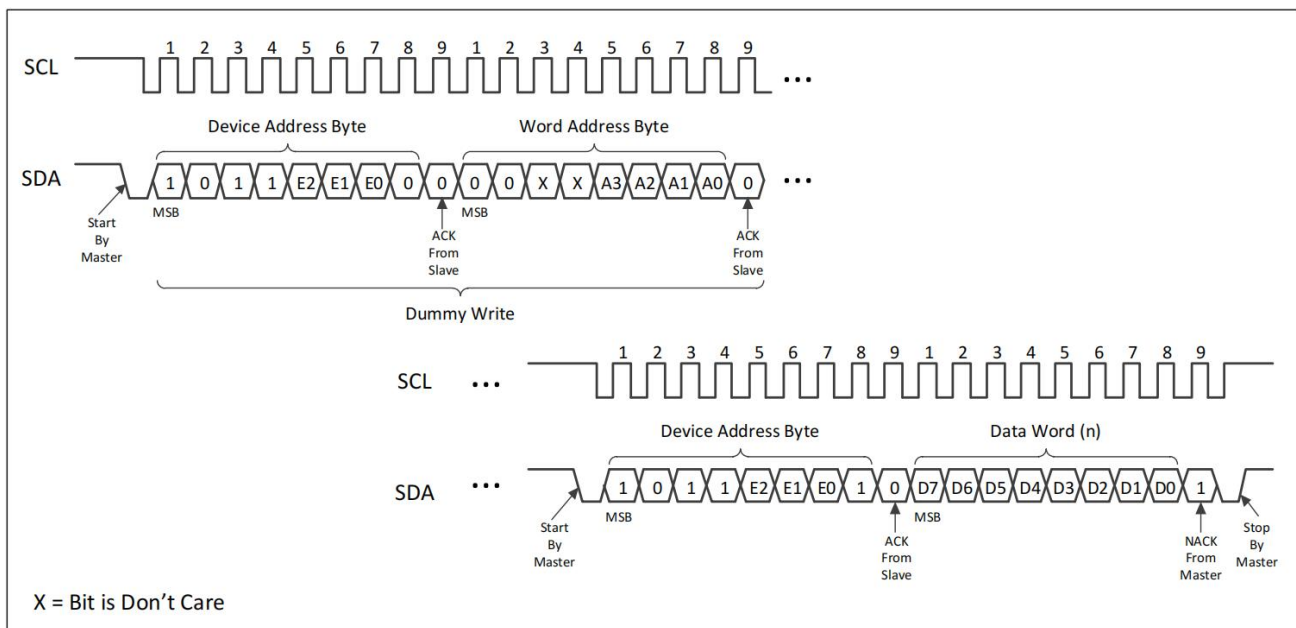 1 2 3 4 5 6 7 8 9 1 2 3 4 5 6 7 8 9
SCL ...
Device Address Byte Word Address Byte
SDA 1 0 1 1 E2 E1 E0 0 0 0 0 X X A3 A2 A1 A0 0 ...
MSB MSB
Start By Master
ACK From Slave
ACK From Slave
Dummy Write
1 2 3 4 5 6 7 8 9 1 2 3 4 5 6 7 8 9
SCL ...
Device Address Byte Data Word (n)
SDA ... 1 0 1 1 E2 E1 E0 1 0 D7 D6 D5 D4 D3 D2 D1 D0 1
MSB MSB
Start By Master
ACK From Slave
NACK From Master
Stop By Master
X = Bit is Don't Care